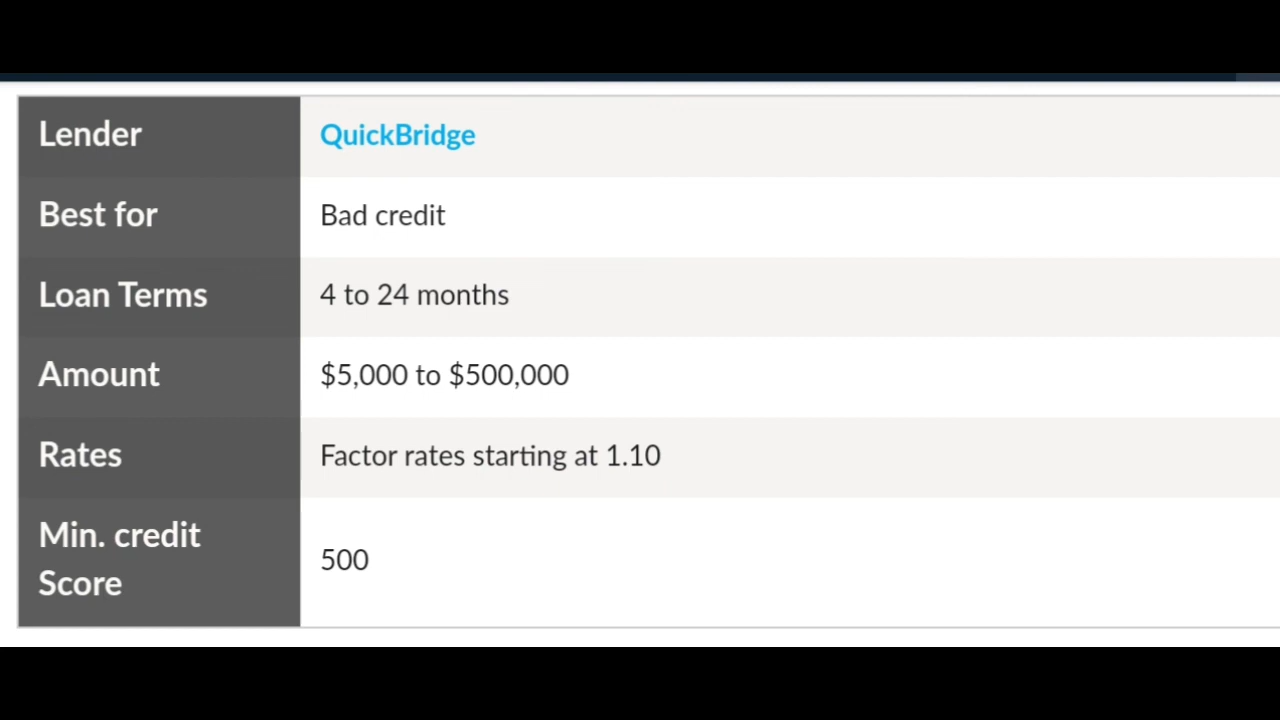 Lender QuickBridge
Best for Bad credit
Loan Terms 4 to 24 months
Amount $5,000 to $500,000
Rates Factor rates starting at 1.10
Min. credit
Score 500